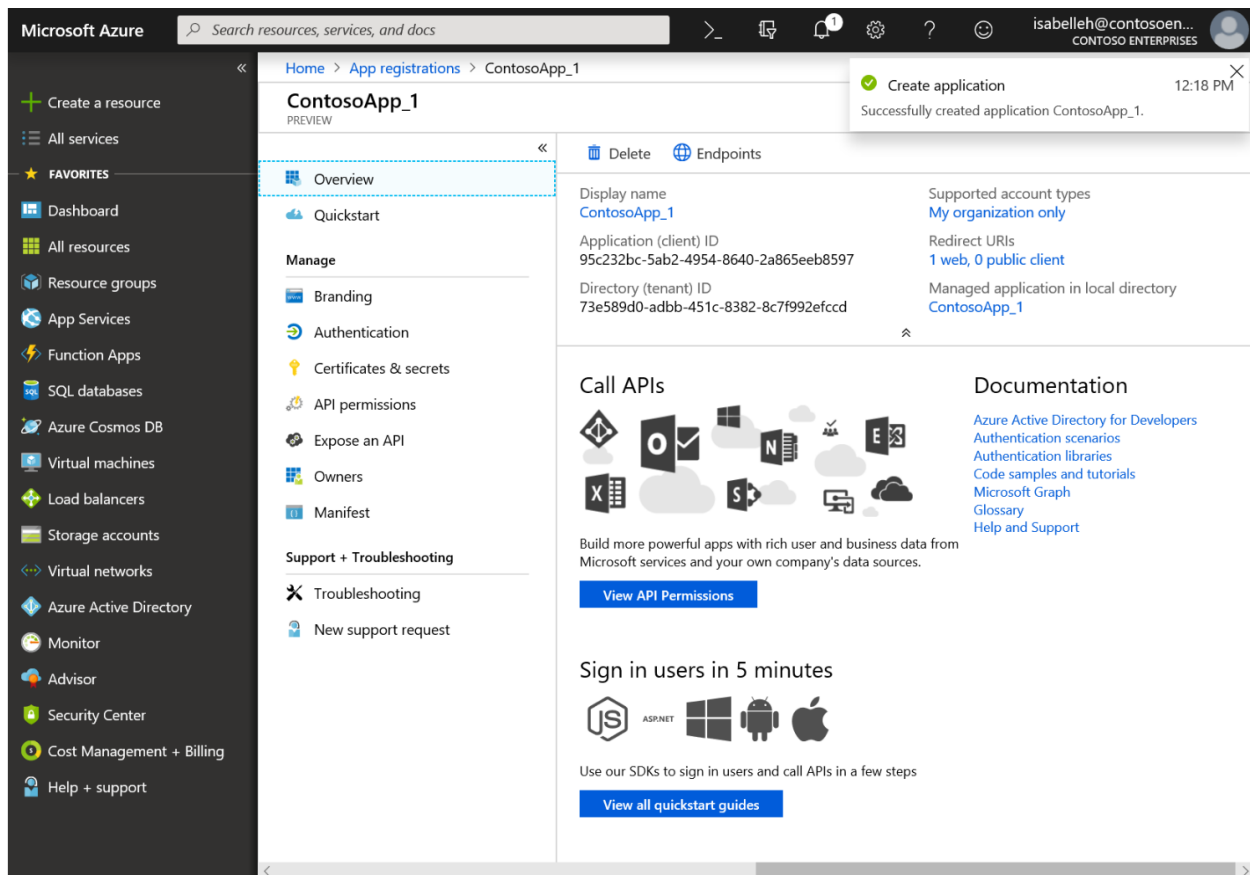 Microsoft Azure
Search resources, services, and docs
1
isabelleh@contosoen...
CONTOSO ENTERPRISES
Create a resource
All services
FAVORITES
Dashboard
All resources
Resource groups
App Services
Function Apps
SQL databases
Azure Cosmos DB
Virtual machines
Load balancers
Storage accounts
Virtual networks
Azure Active Directory
Monitor
Advisor
Security Center
Cost Management + Billing
Help + support
Home > App registrations > ContosoApp_1
ContosoApp_1
PREVIEW
Create application
12:18 PM
Successfully created application ContosoApp_1.
Overview
Quickstart
Manage
Branding
Authentication
Certificates & secrets
API permissions
Expose an API
Owners
Manifest
Support + Troubleshooting
Troubleshooting
New support request
Delete
Endpoints
Display name
ContosoApp_1
Application (client) ID
95c232bc-5ab2-4954-8640-2a865eeb8597
Directory (tenant) ID
73e589d0-adbb-451c-8382-8c7f992efccd
Supported account types
My organization only
Redirect URIs
1 web, 0 public client
Managed application in local directory
ContosoApp_1
Call APIs
Build more powerful apps with rich user and business data from
Microsoft services and your own company's data sources.
View API Permissions
Documentation
Azure Active Directory for Developers
Authentication scenarios
Authentication libraries
Code samples and tutorials
Microsoft Graph
Glossary
Help and Support
Sign in users in 5 minutes
JS
ASP.NET
Use our SDKs to sign in users and call APIs in a few steps
View all quickstart guides